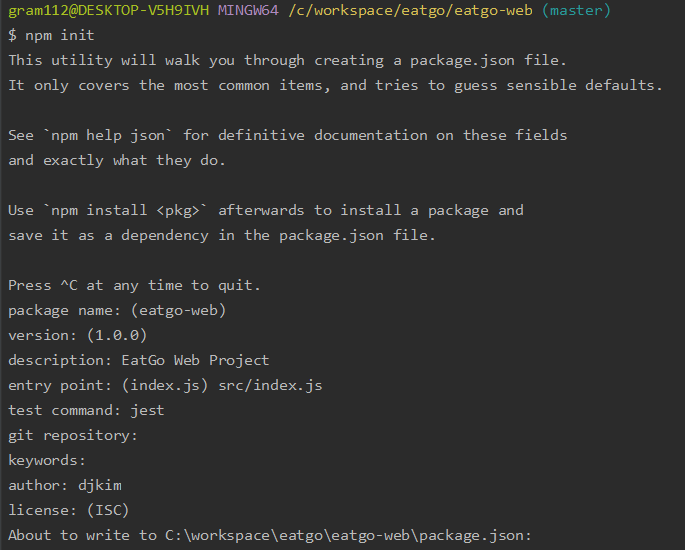 gram112@DESKTOP-V5H9IVH MINGW64 /c/workspace/eatgo/eatgo-web (master)
$ npm init
This utility will walk you through creating a package.json file.
It only covers the most common items, and tries to guess sensible defaults.

See `npm help json` for definitive documentation on these fields
and exactly what they do.

Use `npm install <pkg>` afterwards to install a package and
save it as a dependency in the package.json file.

Press ^C at any time to quit.
package name: (eatgo-web)
version: (1.0.0)
description: EatGo Web Project
entry point: (index.js) src/index.js
test command: jest
git repository:
keywords:
author: djkim
license: (ISC)
About to write to C:\workspace\eatgo\eatgo-web\package.json: